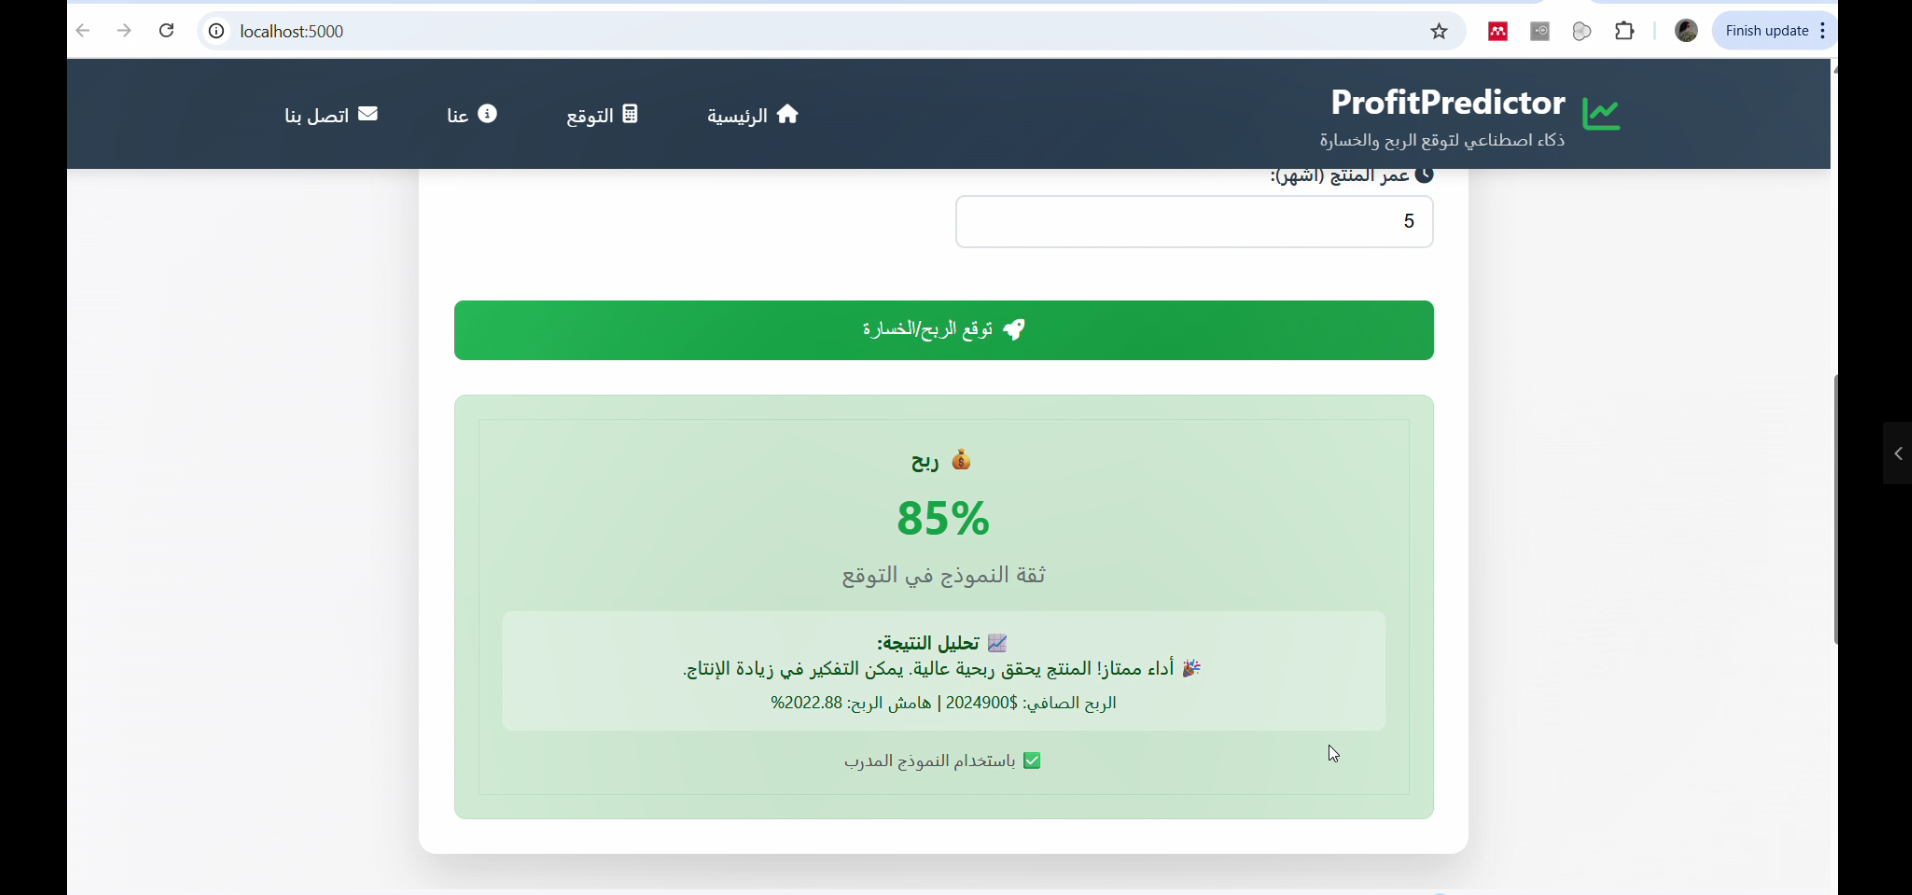 localhost:5000
Finish update
ProfitPredictor
ذكاء اصطناعي لتوقع الربح والخسارة
الرئيسية
التوقع
عنا
اتصل بنا
عمر المنتج (أشهر):
5
توقع الربح/الخسارة
💰 ربح
85%
ثقة النموذج في التوقع
📈 تحليل النتيجة:
🎉 أداء ممتاز! المنتج يحقق ربحية عالية. يمكن التفكير في زيادة الإنتاج.
الربح الصافي: $2024900 | هامش الربح: 2022.88%
✅ باستخدام النموذج المدرب